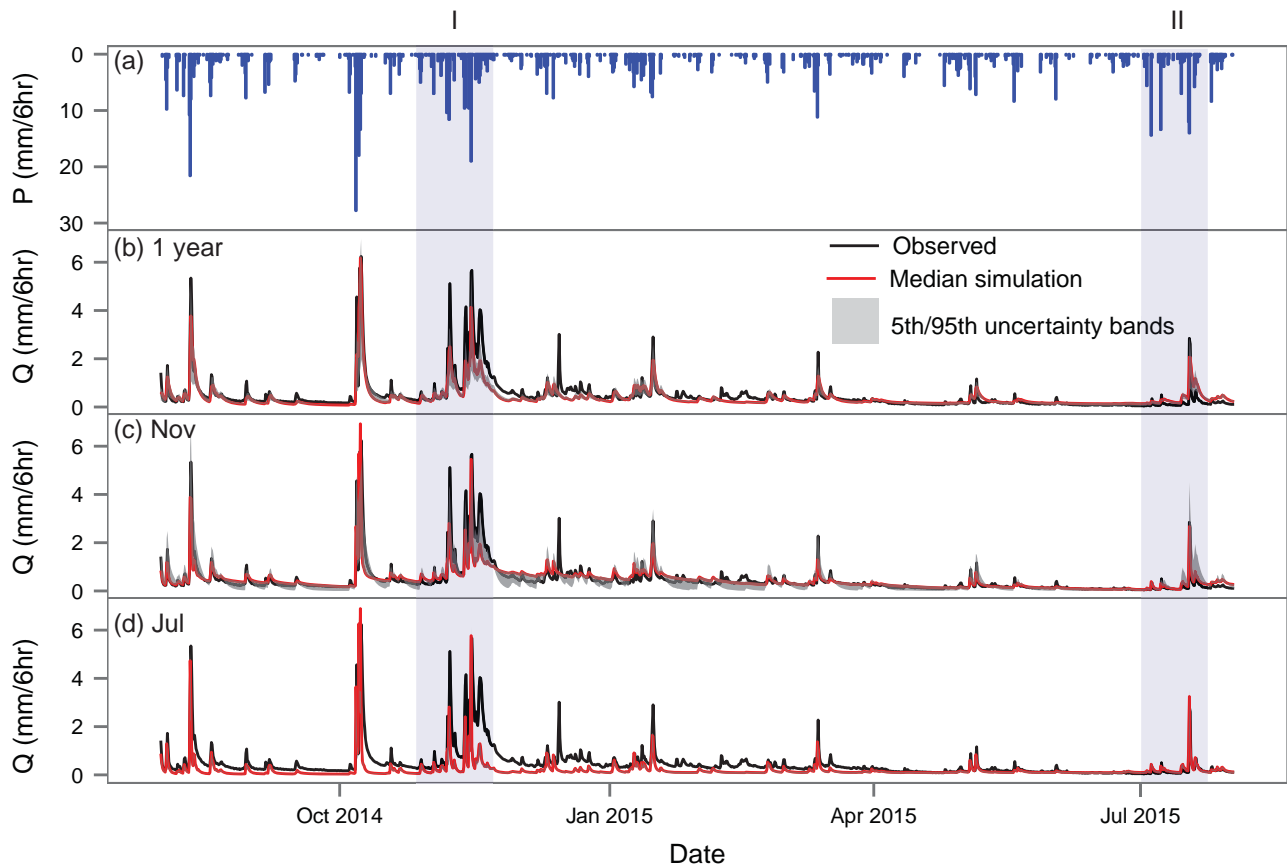 I II
(a)
P (mm/6hr)
0
10
20
30
(b) 1 year
Q (mm/6hr)
6
4
2
0
Observed
Median simulation
5th/95th uncertainty bands
(c) Nov
Q (mm/6hr)
6
4
2
0
(d) Jul
Q (mm/6hr)
6
4
2
0
Oct 2014 Jan 2015 Apr 2015 Jul 2015
Date